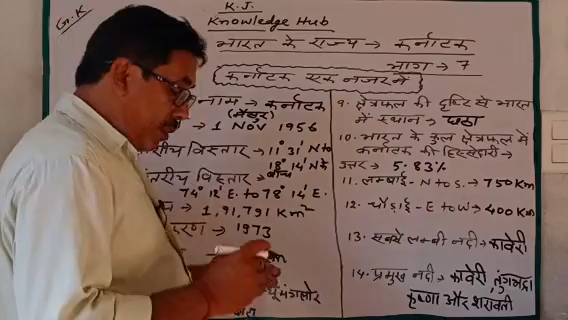 G.K
K.J.
Knowledge Hub
भारत के राज्य → कर्नाटक
भाग → 7
कर्नाटक एक नजर में
नाम → कर्नाटक
(मैसूर)
→ 1 NOV 1956
विस्तार → 11° 31' N to
18° 14' N के बीच
विस्तार →
74° 12' E. to 78° 14' E.
→ 1,91,791 Km²
→ 1973
मंगलोर
9. क्षेत्रफल की दृष्टि से भारत
में स्थान →
10. भारत के कुल क्षेत्रफल में
कर्नाटक की हिस्सेदारी →
उत्तर → 5.83%
11. लम्बाई - N to S. → 750 Km
12. चौड़ाई - E to W → 400 Km
13. सबसे लम्बी नदी → कावेरी
14. प्रमुख नदी → कावेरी, तुंगभद्रा
कृष्णा और शरावती